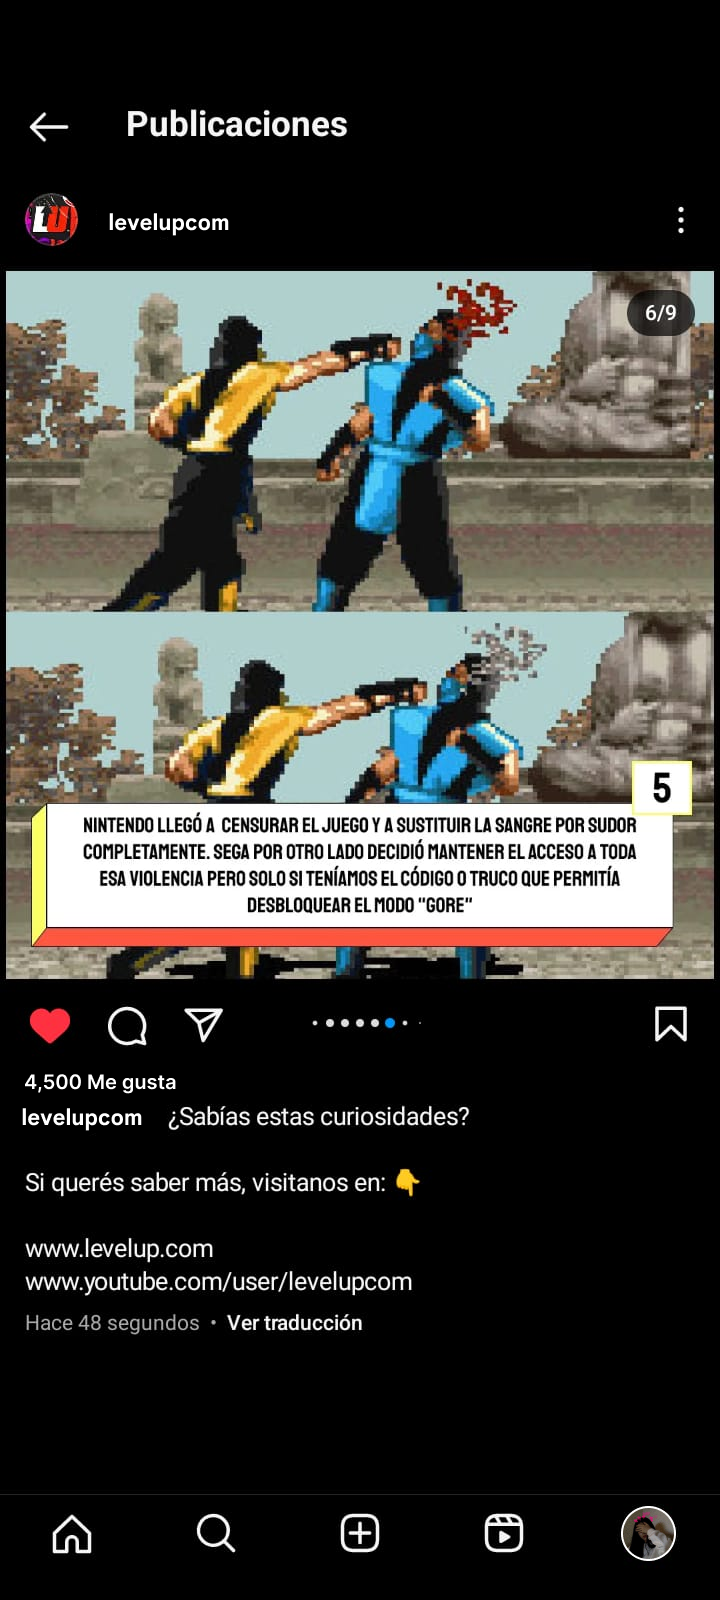 Publicaciones
LU
levelupcom
6/9
5
NINTENDO LLEGÓ A CENSURAR EL JUEGO Y A SUSTITUIR LA SANGRE POR SUDOR
COMPLETAMENTE. SEGA POR OTRO LADO DECIDIÓ MANTENER EL ACCESO A TODA
ESA VIOLENCIA PERO SOLO SI TENÍAMOS EL CÓDIGO O TRUCO QUE PERMITÍA
DESBLOQUEAR EL MODO "GORE"
4,500 Me gusta
levelupcom ¿Sabías estas curiosidades?
Si querés saber más, visitanos en: 👇
www.levelup.com
www.youtube.com/user/levelupcom
Hace 48 segundos • Ver traducción